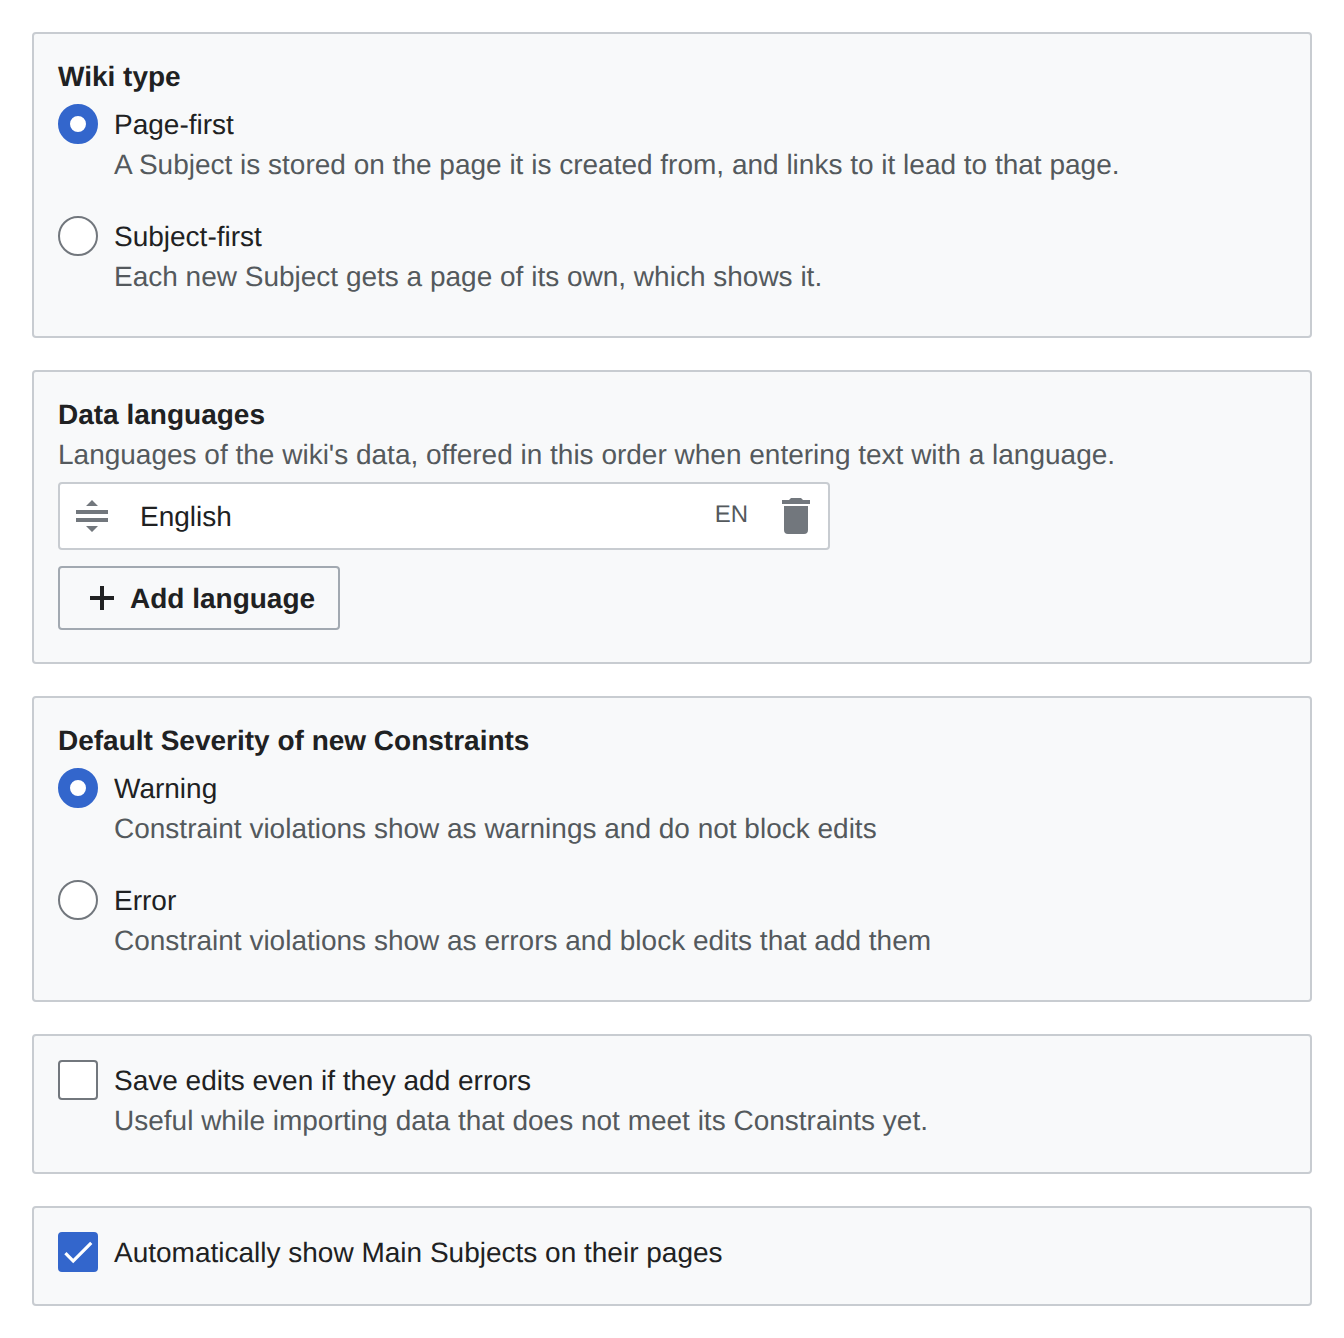 Wiki type
Page-first
A Subject is stored on the page it is created from, and links to it lead to that page.
Subject-first
Each new Subject gets a page of its own, which shows it.
Data languages
Languages of the wiki's data, offered in this order when entering text with a language.
English EN
Add language
Default Severity of new Constraints
Warning
Constraint violations show as warnings and do not block edits
Error
Constraint violations show as errors and block edits that add them
Save edits even if they add errors
Useful while importing data that does not meet its Constraints yet.
Automatically show Main Subjects on their pages